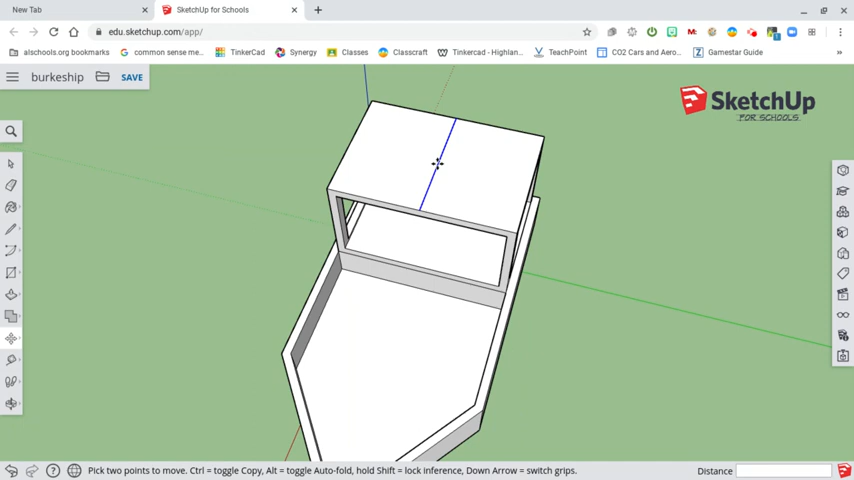 New Tab
SketchUp for Schools
edu.sketchup.com/app/
alschools.org bookmarks
common sense me...
TinkerCad
Synergy
Classes
Classcraft
Tinkercad - Highlan...
TeachPoint
CO2 Cars and Aero...
Gamestar Guide
burkeship
SAVE
SketchUp
FOR SCHOOLS
Pick two points to move. Ctrl = toggle Copy, Alt = toggle Auto-fold, hold Shift = lock inference, Down Arrow = switch grips.
Distance